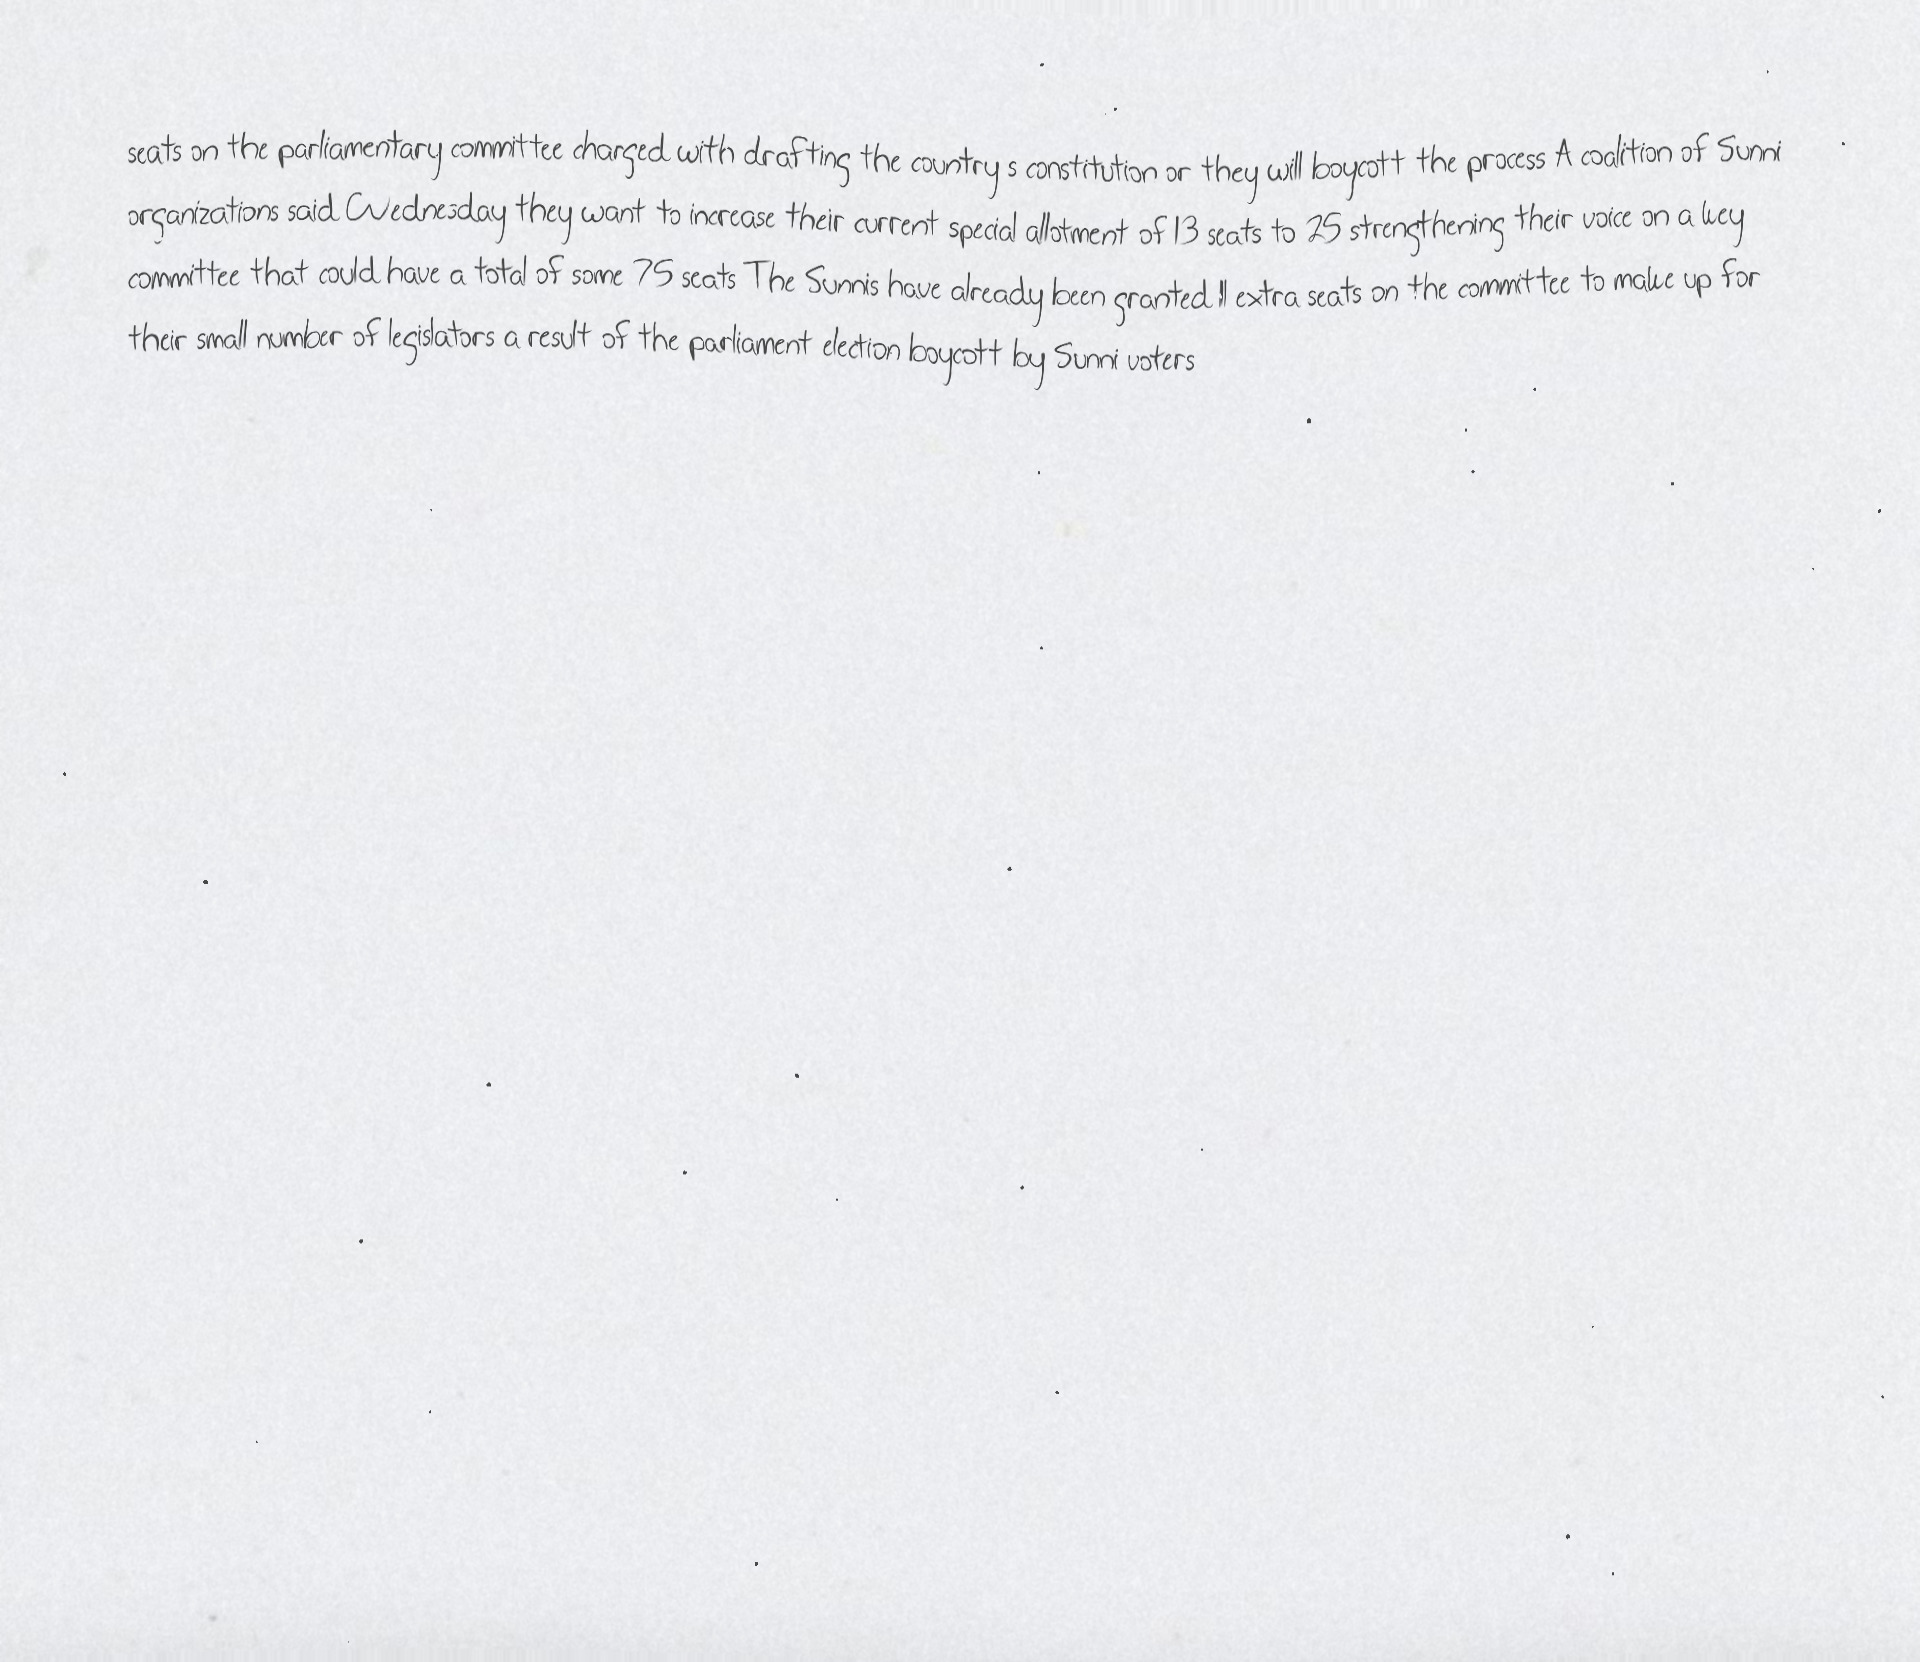 seats on the parliamentary committee charged with drafting the country s constitution or they will boycott the process A coalition of Sunni
organizations said Wednesday they want to increase their current special allotment of 13 seats to 25 strengthening their voice on a key
committee that could have a total of some 75 seats The Sunnis have already been granted 11 extra seats on the committee to make up for
their small number of legislators a result of the parliament election boycott by Sunni voters